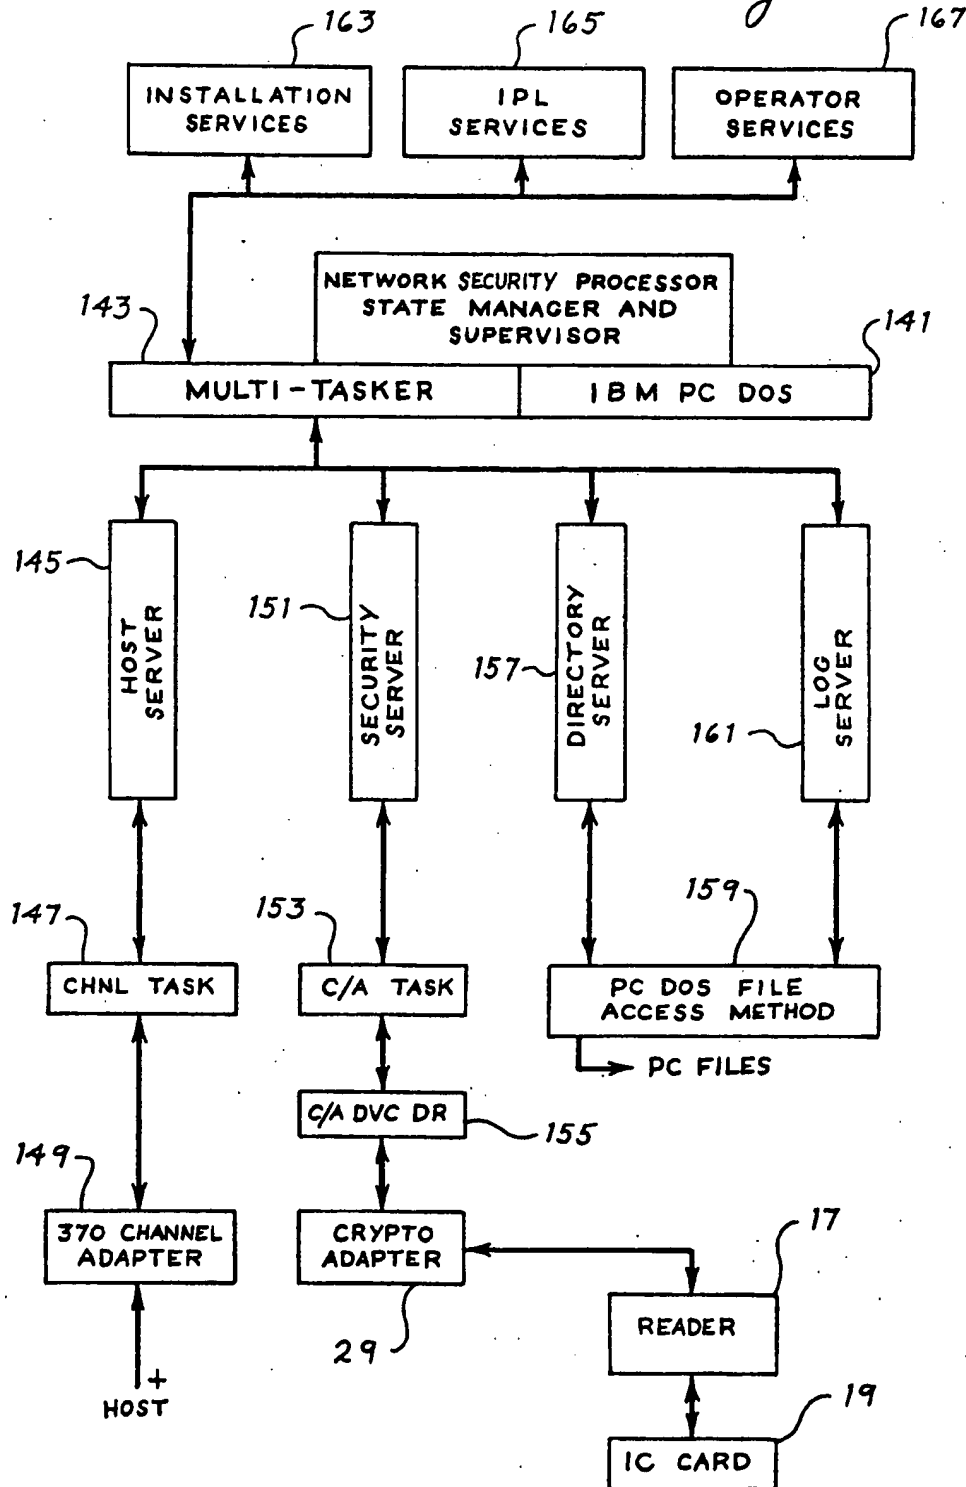 163
165
167
INSTALLATION
SERVICES
IPL
SERVICES
OPERATOR
SERVICES
NETWORK SECURITY PROCESSOR
STATE MANAGER AND
SUPERVISOR
143
141
MULTI-TASKER
IBM PC DOS
145
HOST
SERVER
151
SECURITY
SERVER
157
DIRECTORY
SERVER
161
LOG
SERVER
147
CHNL TASK
153
C/A TASK
159
PC DOS FILE
ACCESS METHOD
PC FILES
C/A DVC DR
155
149
370 CHANNEL
ADAPTER
CRYPTO
ADAPTER
29
17
READER
+
HOST
19
IC CARD